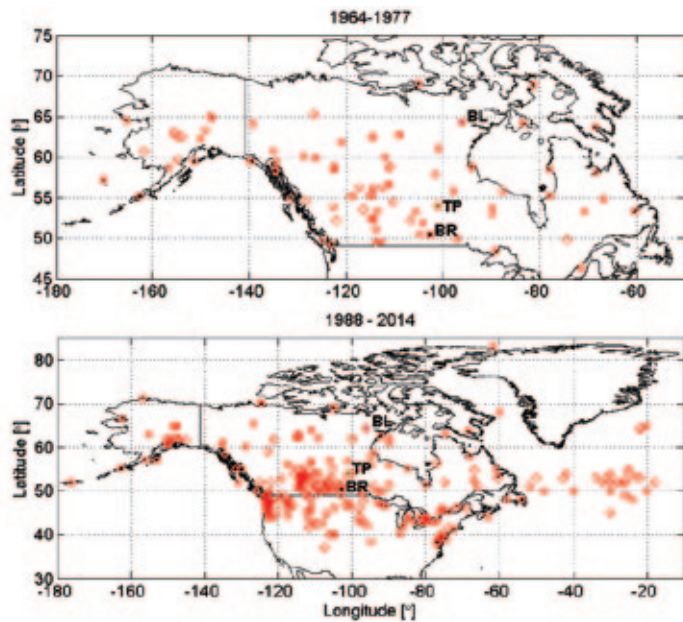 1964-1977
75
70
65
60
55
50
45
Latitude [°]
BL
TP
BR
-180 -160 -140 -120 -100 -80 -60
1988 - 2014
80
70
60
50
40
30
Latitude [°]
BL
TP
BR
-180 -160 -140 -120 -100 -80 -60 -40 -20
Longitude [°]